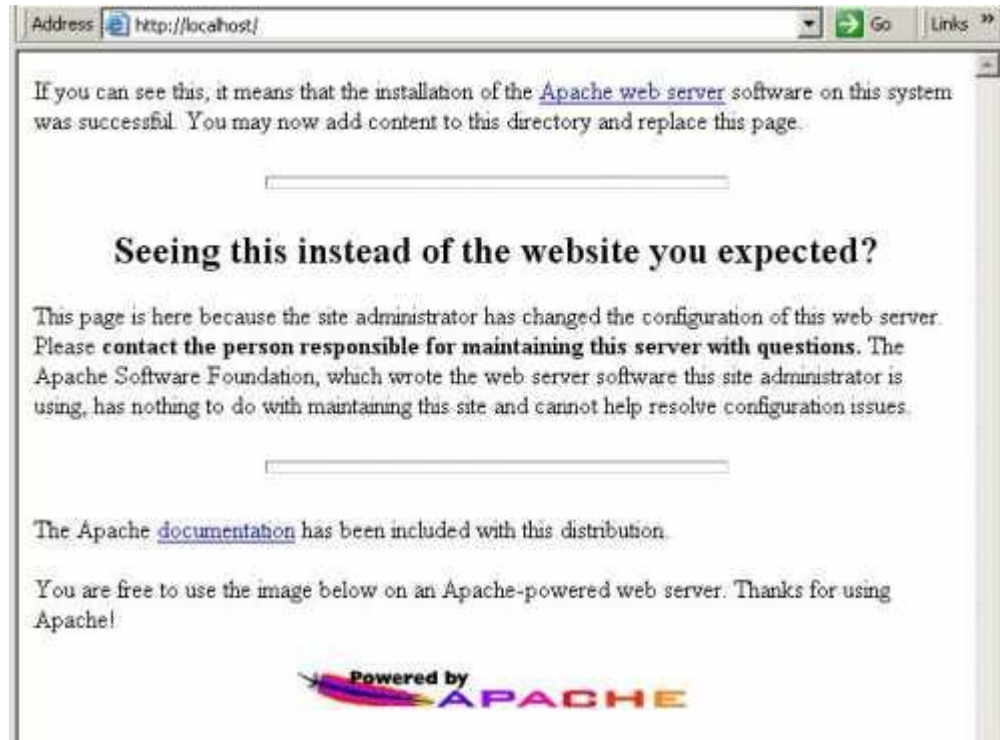 Address http://localhost/ Go Links »
If you can see this, it means that the installation of the Apache web server software on this system
was successful. You may now add content to this directory and replace this page.
Seeing this instead of the website you expected?
This page is here because the site administrator has changed the configuration of this web server.
Please contact the person responsible for maintaining this server with questions. The
Apache Software Foundation, which wrote the web server software this site administrator is
using, has nothing to do with maintaining this site and cannot help resolve configuration issues.
The Apache documentation has been included with this distribution.
You are free to use the image below on an Apache-powered web server. Thanks for using
Apache!
Powered by
APACHE